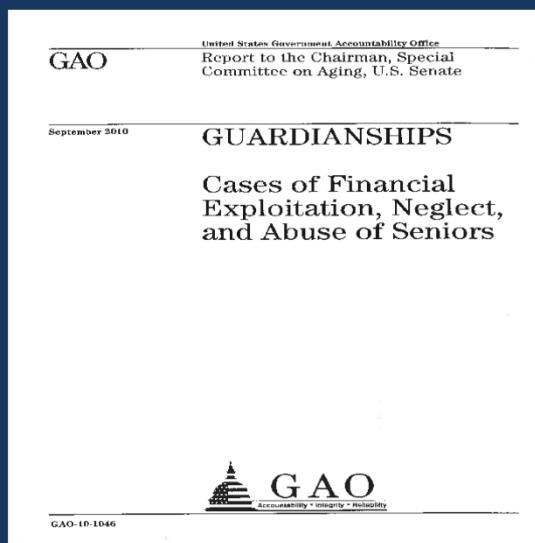 United States Government Accountability Office
GAO
Report to the Chairman, Special
Committee on Aging, U.S. Senate
September 2010
GUARDIANSHIPS
Cases of Financial
Exploitation, Neglect,
and Abuse of Seniors
GAO
Accountability * Integrity * Reliability
GAO-10-1046